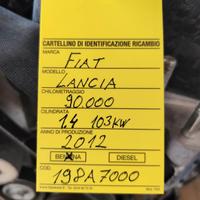 CARTELLINO DI IDENTIFICAZIONE RICAMBIO
MARCA
FIAT
MODELLO
LANCIA
CHILOMETRAGGIO
90.000
CILINDRATA
1.4 103KW
ANNO DI PRODUZIONE
2012
BENZINA DIESEL
COD.
198A7000